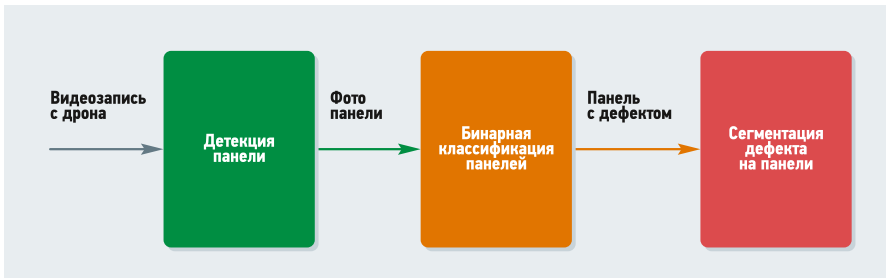 Видеозапись
с дрона
Детекция
панели
Фото
панели
Бинарная
классификация
панелей
Панель
с дефектом
Сегментация
дефекта
на панели